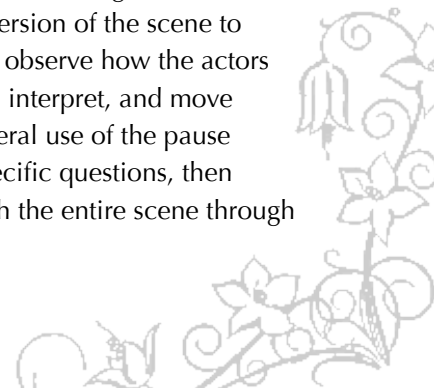 ersion of the scene to
observe how the actors
interpret, and move
eral use of the pause
ecific questions, then
h the entire scene through